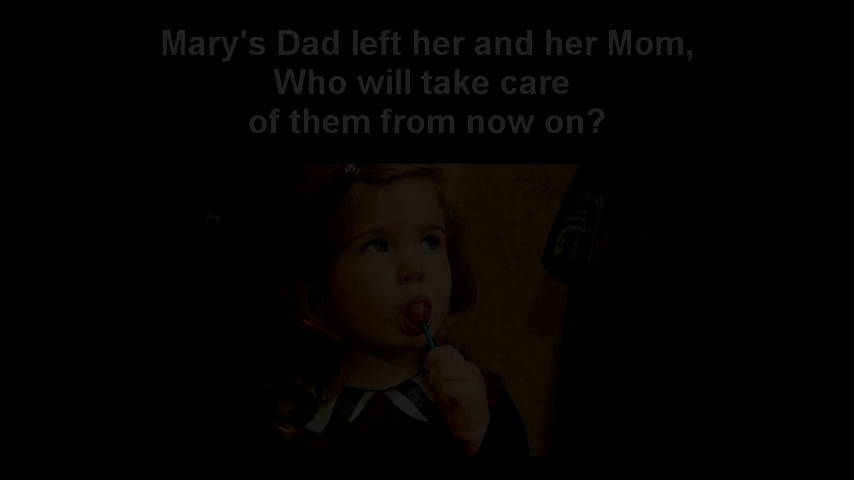 Mary's Dad left her and her Mom,
Who will take care
of them from now on?